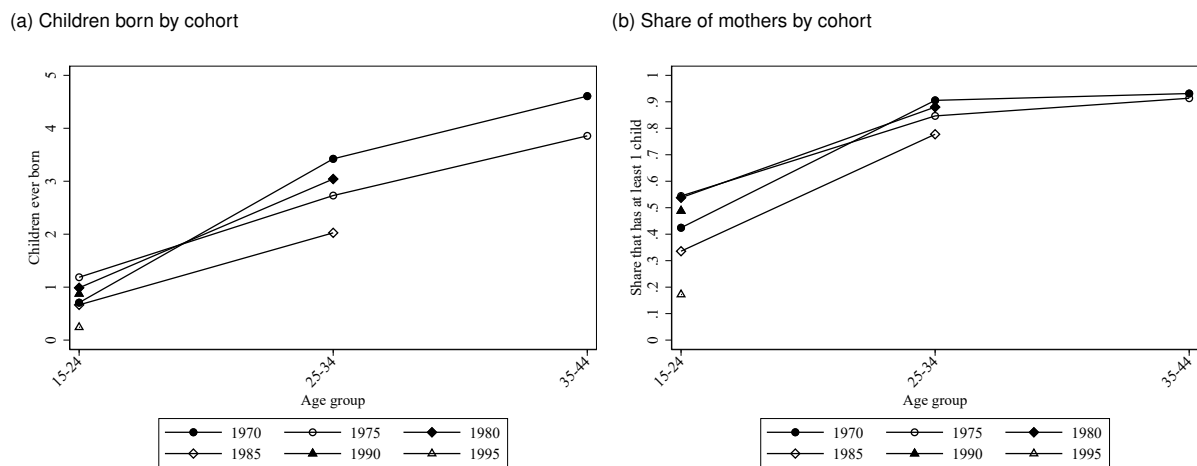 (a) Children born by cohort
5
4
3
2
1
0
Children ever born
15-24
25-34
35-44
Age group
1970 1975 1980
1985 1990 1995
(b) Share of mothers by cohort
1
.9
.8
.7
.6
.5
.4
.3
.2
.1
0
Share that has at least 1 child
15-24
25-34
35-44
Age group
1970 1975 1980
1985 1990 1995